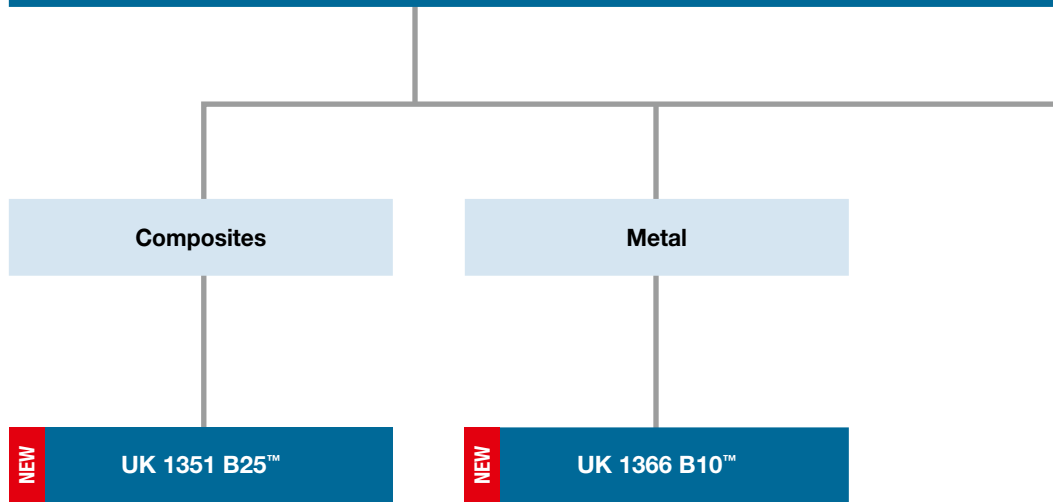 Composites
Metal
NEW
UK 1351 B25™
NEW
UK 1366 B10™